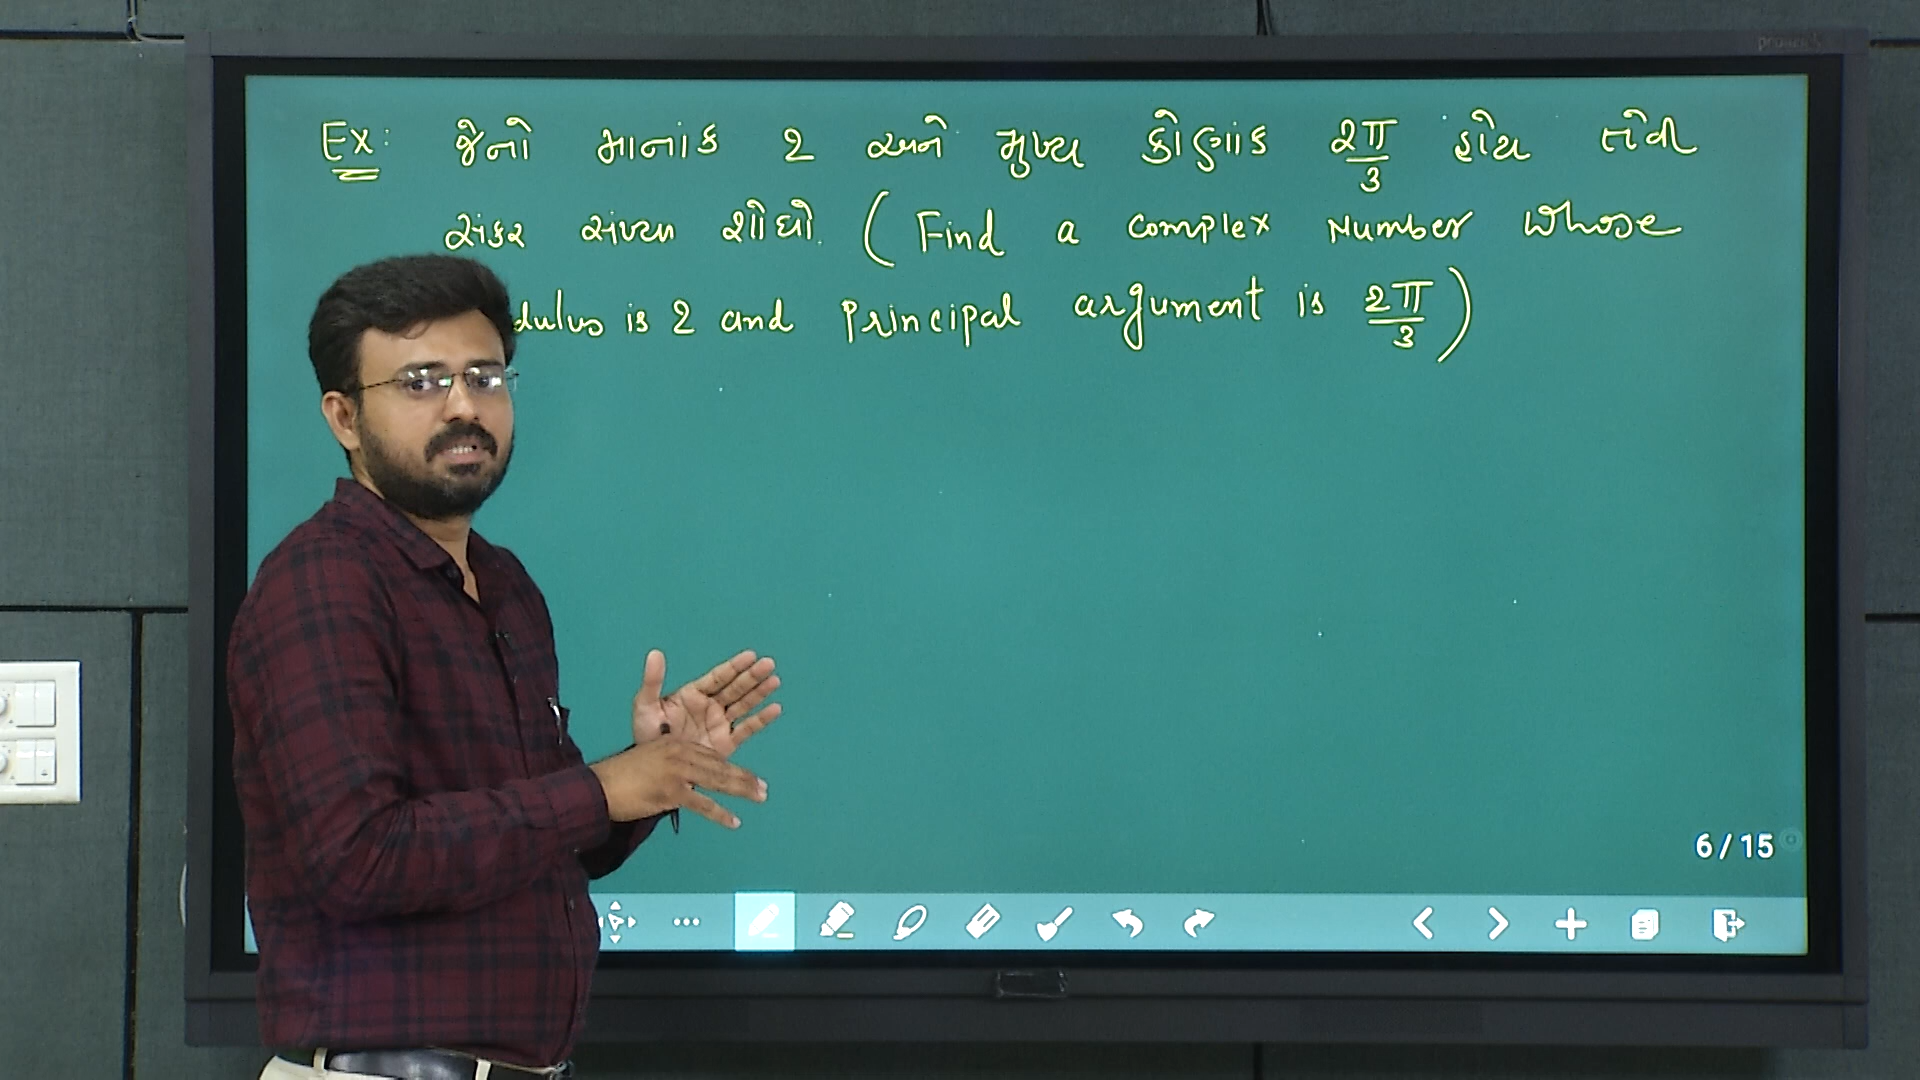 Ex: જેનો માનાંક 2 અને મુખ્ય કોણાંક 2π/3 હોય તેવી
સંકર સંખ્યા શોધો. (Find a complex Number whose
dulus is 2 and Principal argument is 2π/3)
6 / 15